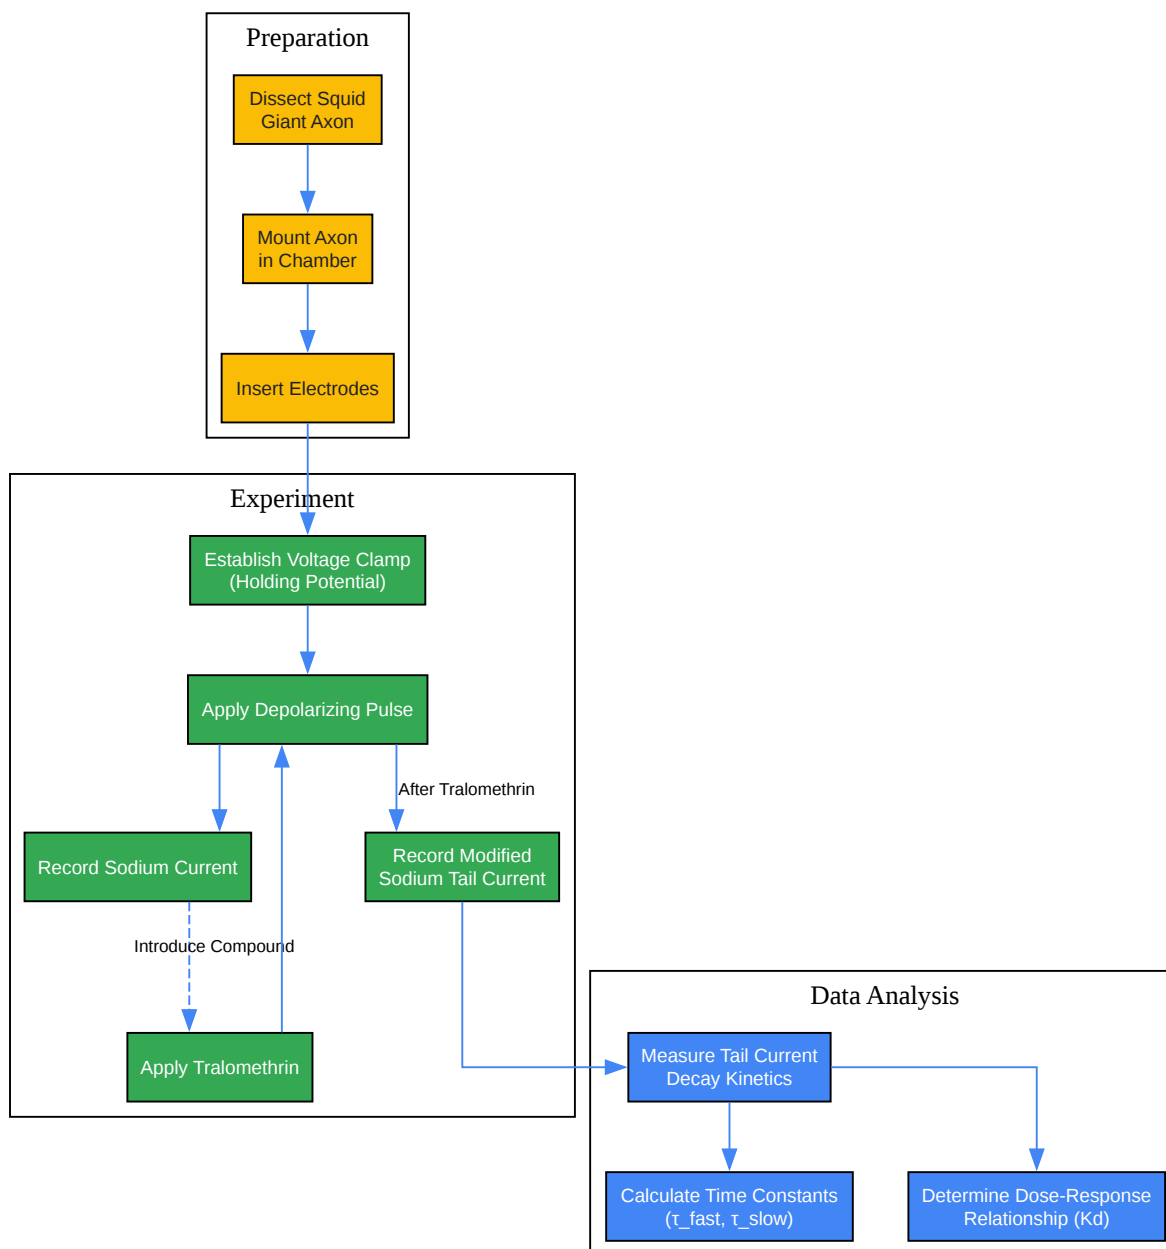 Preparation
Dissect Squid
Giant Axon
Mount Axon
in Chamber
Insert Electrodes
Experiment
Establish Voltage Clamp
(Holding Potential)
Apply Depolarizing Pulse
After Tralomethrin
Record Sodium Current
Record Modified
Sodium Tail Current
Introduce Compound
Apply Tralomethrin
Data Analysis
Measure Tail Current
Decay Kinetics
Calculate Time Constants
(τ_fast, τ_slow)
Determine Dose-Response
Relationship (Kd)